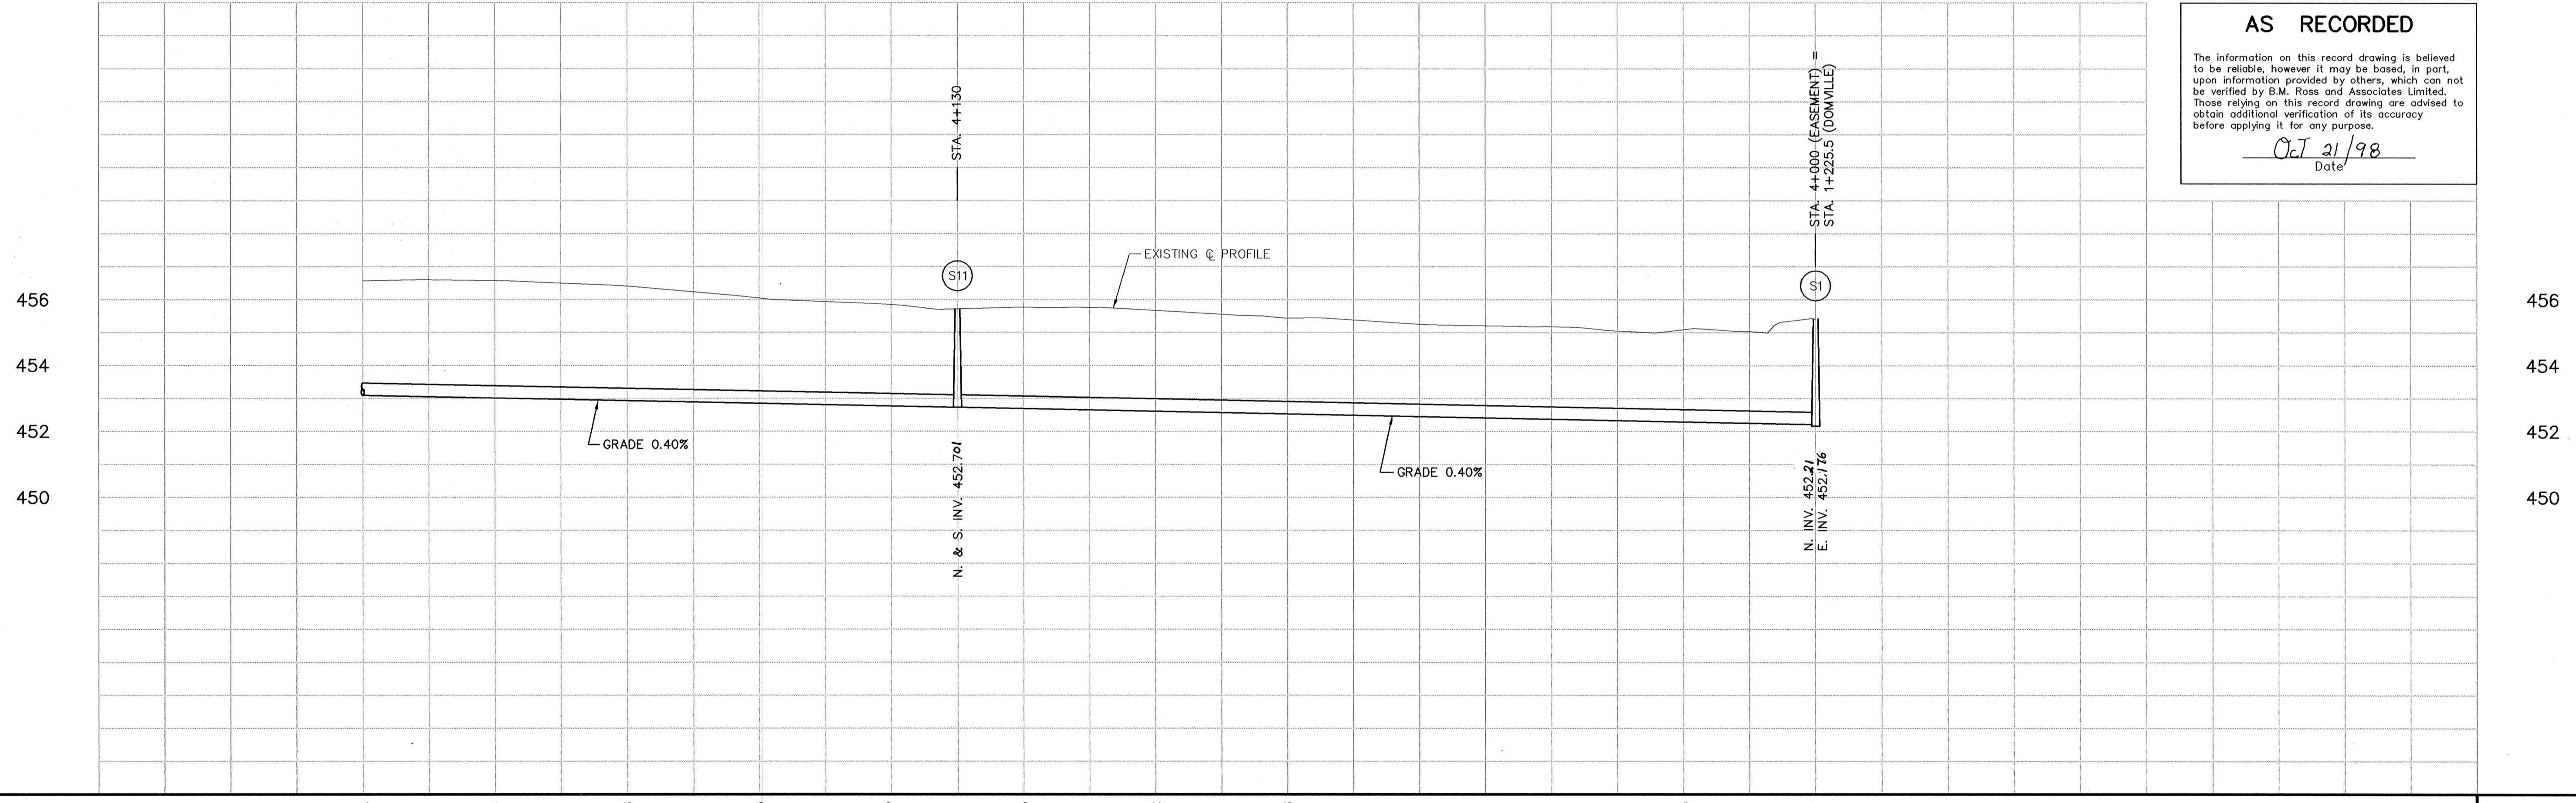 AS RECORDED
The information on this record drawing is believed
to be reliable, however it may be based, in part,
upon information provided by others, which can not
be verified by B.M. Ross and Associates Limited.
Those relying on this record drawing are advised to
obtain additional verification of its accuracy
before applying it for any purpose.
Oct 21/98
Date
STA. 4+130
STA. 4+000 (EASEMENT) =
STA. 1+225.5 (DOMVILLE)
EXISTING ℄ PROFILE
S11
S1
456
456
454
454
452
452
450
450
GRADE 0.40%
GRADE 0.40%
N. & S. INV. 452.701
N. INV. 452.21
E. INV. 452.176